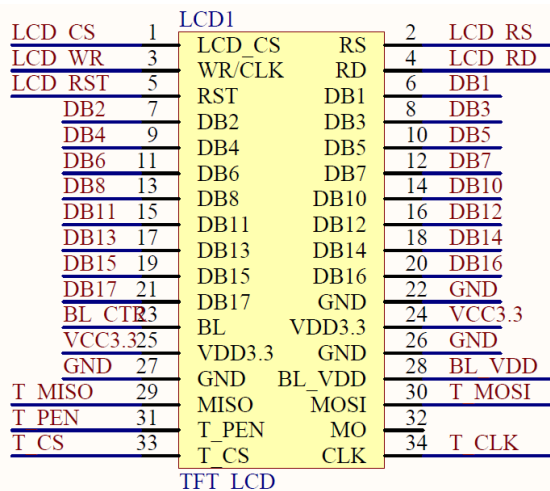 LCD1
LCD_CS 1 LCD_CS RS 2 LCD_RS
LCD_WR 3 WR/CLK RD 4 LCD_RD
LCD_RST 5 RST DB1 6 DB1
DB2 7 DB2 DB3 8 DB3
DB4 9 DB4 DB5 10 DB5
DB6 11 DB6 DB7 12 DB7
DB8 13 DB8 DB10 14 DB10
DB11 15 DB11 DB12 16 DB12
DB13 17 DB13 DB14 18 DB14
DB15 19 DB15 DB16 20 DB16
DB17 21 DB17 GND 22 GND
BL_CTR 23 BL VDD3.3 24 VCC3.3
VCC3.3 25 VDD3.3 GND 26 GND
GND 27 GND BL_VDD 28 BL_VDD
T_MISO 29 MISO MOSI 30 T_MOSI
T_PEN 31 T_PEN MO 32
T_CS 33 T_CS CLK 34 T_CLK
TFT_LCD